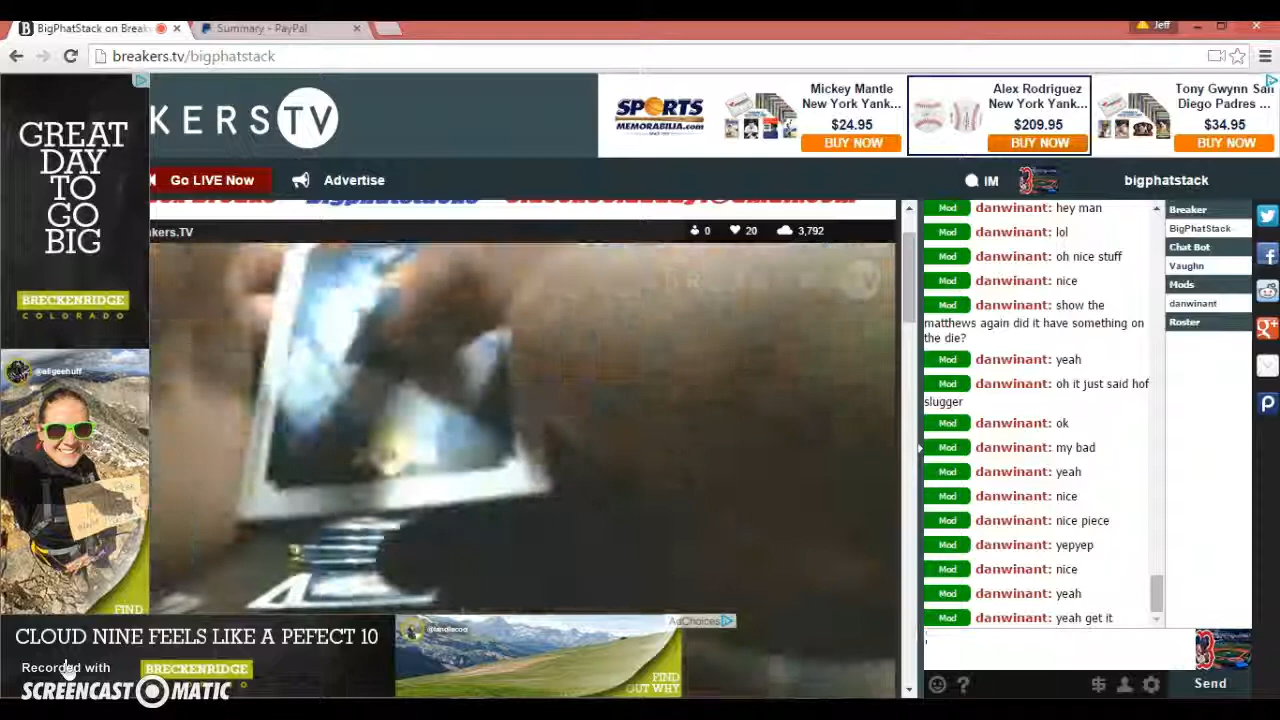 BigPhatStack on Break
Summary - PayPal
Jeff
breakers.tv/bigphatstack
GREAT
DAY
TO
GO
BIG
BRECKENRIDGE
COLORADO
KERS TV
SPORTS
MEMORABILIA.COM
Mickey Mantle
New York Yank...
$24.95
BUY NOW
Alex Rodriguez
New York Yank...
$209.95
BUY NOW
Tony Gwynn San
Diego Padres ...
$34.95
BUY NOW
Go LIVE Now
Advertise
IM
bigphatstack
kers.TV
0
20
3,792
Mod danwinant: hey man
Mod danwinant: lol
Mod danwinant: oh nice stuff
Mod danwinant: nice
Mod danwinant: show the
matthews again did it have something on
the die?
Mod danwinant: yeah
Mod danwinant: oh it just said hof
slugger
Mod danwinant: ok
Mod danwinant: my bad
Mod danwinant: yeah
Mod danwinant: nice
Mod danwinant: nice piece
Mod danwinant: yepyep
Mod danwinant: nice
Mod danwinant: yeah
Mod danwinant: yeah get it
Breaker
BigPhatStack
Chat Bot
Vaughn
Mods
danwinant
Roster
Send
@aligeehuff
FIND
CLOUD NINE FEELS LIKE A PEFECT 10
BRECKENRIDGE
AdChoices
FIND
OUT WHY
Recorded with
SCREENCAST MATIC